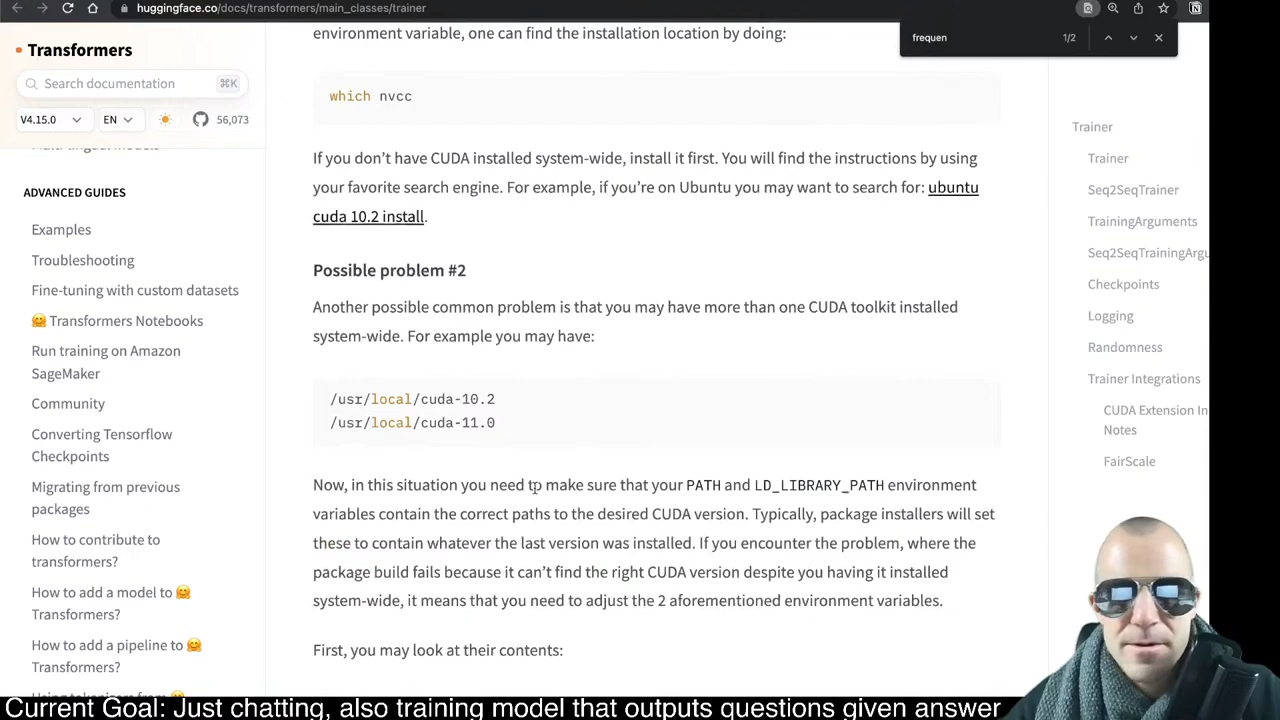 huggingface.co/docs/transformers/main_classes/trainer
frequen
1/2
Transformers
Search documentation
⌘K
V4.15.0
EN
56,073
ADVANCED GUIDES
Examples
Troubleshooting
Fine-tuning with custom datasets
🤗 Transformers Notebooks
Run training on Amazon
SageMaker
Community
Converting Tensorflow
Checkpoints
Migrating from previous
packages
How to contribute to
transformers?
How to add a model to 🤗
Transformers?
How to add a pipeline to 🤗
Transformers?
environment variable, one can find the installation location by doing:
which nvcc
If you don’t have CUDA installed system-wide, install it first. You will find the instructions by using
your favorite search engine. For example, if you’re on Ubuntu you may want to search for: ubuntu
cuda 10.2 install.
Possible problem #2
Another possible common problem is that you may have more than one CUDA toolkit installed
system-wide. For example you may have:
/usr/local/cuda-10.2
/usr/local/cuda-11.0
Now, in this situation you need to make sure that your PATH and LD_LIBRARY_PATH environment
variables contain the correct paths to the desired CUDA version. Typically, package installers will set
these to contain whatever the last version was installed. If you encounter the problem, where the
package build fails because it can’t find the right CUDA version despite you having it installed
system-wide, it means that you need to adjust the 2 aforementioned environment variables.
First, you may look at their contents:
Trainer
Trainer
Seq2SeqTrainer
TrainingArguments
Seq2SeqTrainingArgu
Checkpoints
Logging
Randomness
Trainer Integrations
CUDA Extension In
Notes
FairScale
Current Goal: Just chatting, also training model that outputs questions given answer